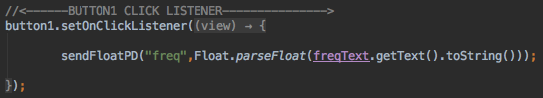 //<------BUTTON1 CLICK LISTENER--------------->
button1.setOnClickListener((view) → {
sendFloatPD("freq",Float.parseFloat(freqText.getText().toString()));
});